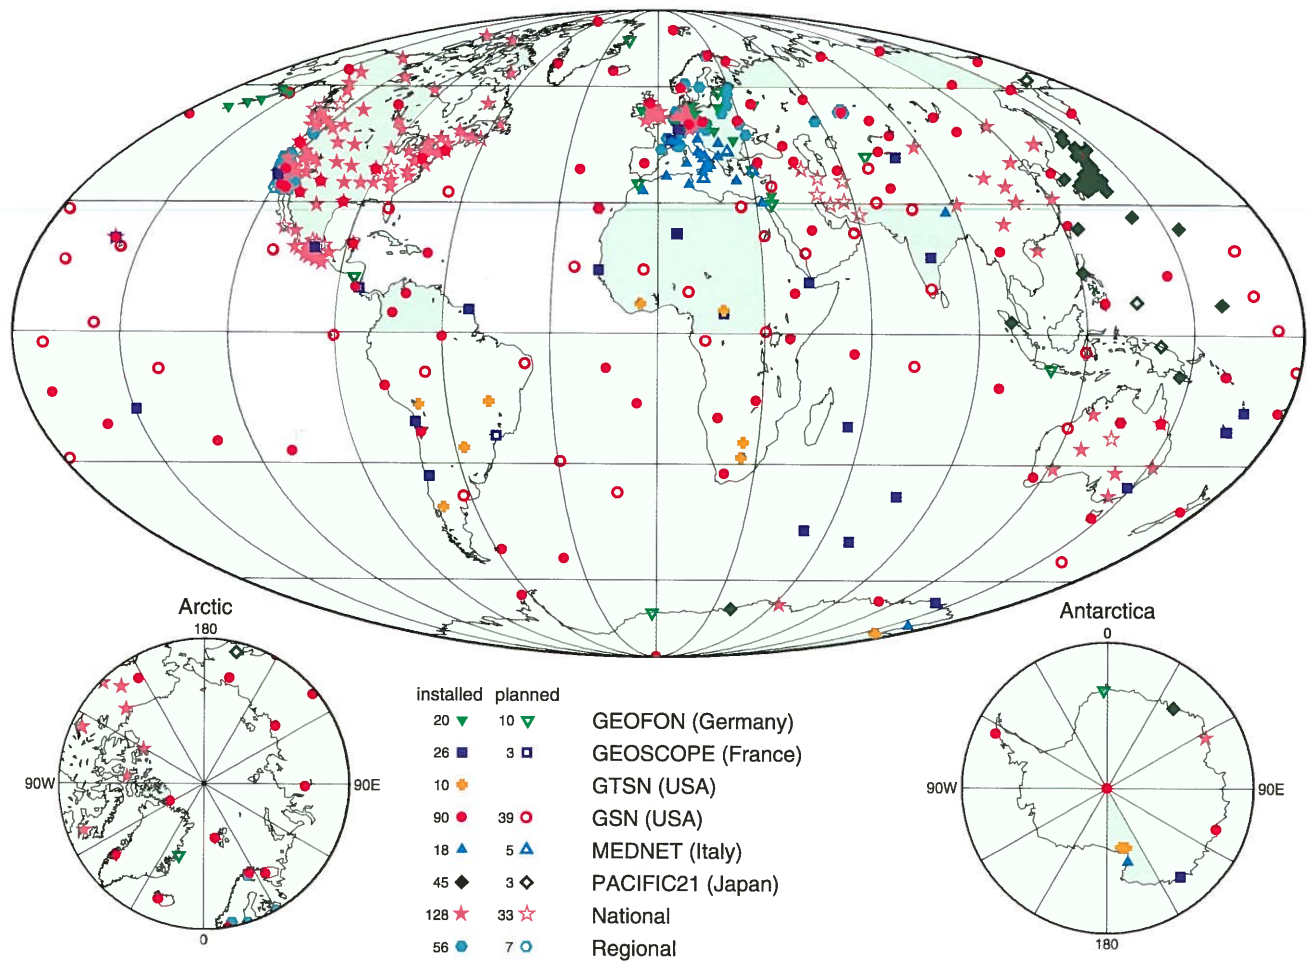 Arctic
180
90W
90E
0
Antarctica
0
90W
90E
180
installed planned
20 10 GEOFON (Germany)
26 3 GEOSCOPE (France)
10 GTSN (USA)
90 39 GSN (USA)
18 5 MEDNET (Italy)
45 3 PACIFIC21 (Japan)
128 33 National
56 7 Regional